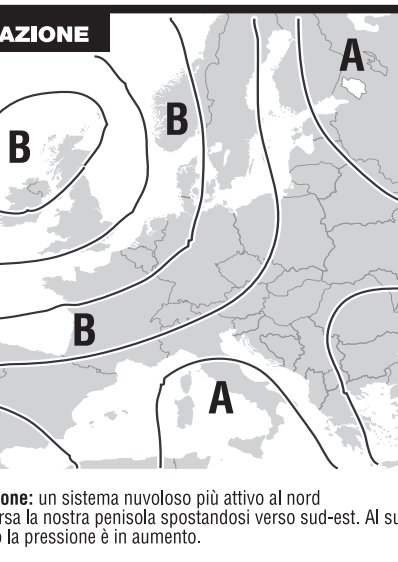 AZIONE
A
B
B
B
A
one: un sistema nuvoloso più attivo al nord
rsa la nostra penisola spostandosi verso sud-est. Al su
o la pressione è in aumento.